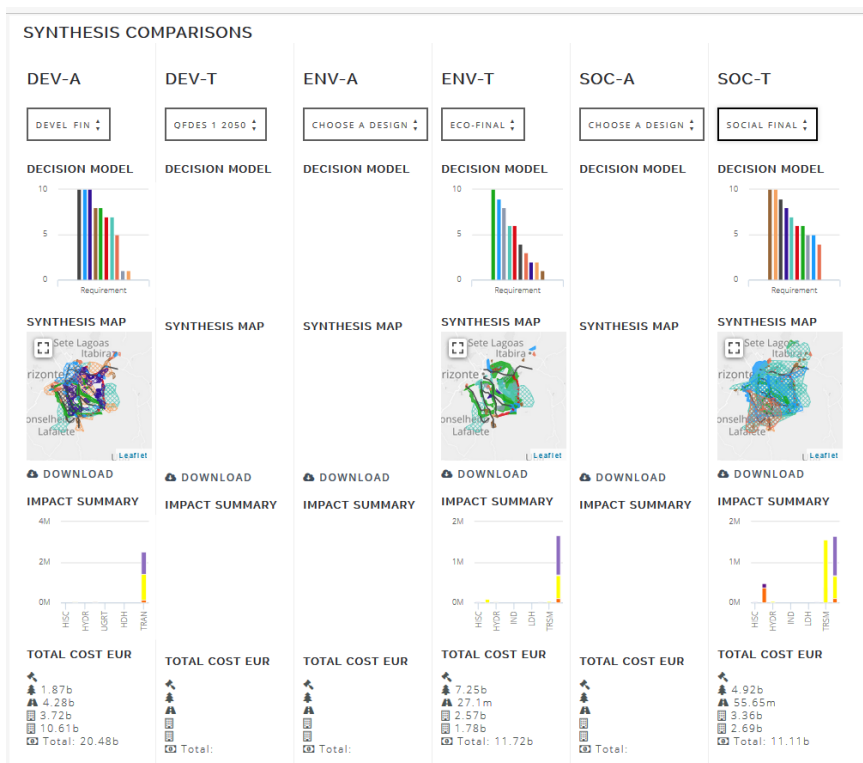 SYNTHESIS COMPARISONS
DEV-A
DEV-T
ENV-A
ENV-T
SOC-A
SOC-T
DEVEL FIN
QFDES 1 2050
CHOOSE A DESIGN
ECO-FINAL
CHOOSE A DESIGN
SOCIAL FINAL
DECISION MODEL
DECISION MODEL
DECISION MODEL
DECISION MODEL
DECISION MODEL
DECISION MODEL
10
5
0
Requirement
10
5
0
Requirement
10
5
0
Requirement
SYNTHESIS MAP
SYNTHESIS MAP
SYNTHESIS MAP
SYNTHESIS MAP
SYNTHESIS MAP
SYNTHESIS MAP
Sete Lagoas
Itabira
rizonte
onselhe
Lafaiete
L Leaflet
Itabira
rizonte
onselhe
Lafaiete
L Leaflet
Sete Lagoas
Itabira
rizonte
onselhe
Lafaiete
L Leaflet
DOWNLOAD
DOWNLOAD
DOWNLOAD
DOWNLOAD
DOWNLOAD
DOWNLOAD
IMPACT SUMMARY
IMPACT SUMMARY
IMPACT SUMMARY
IMPACT SUMMARY
IMPACT SUMMARY
IMPACT SUMMARY
4M
2M
0M
HISC
HYDR
UGRT
HDH
TRAN
2M
1M
0M
HISC
HYDR
IND
LDH
TRSM
2M
1M
0M
HISC
HYDR
IND
LDH
TRSM
TOTAL COST EUR
1.87b
4.28b
3.72b
10.61b
Total: 20.48b
TOTAL COST EUR
Total:
TOTAL COST EUR
Total:
TOTAL COST EUR
7.25b
27.1m
2.57b
1.78b
Total: 11.72b
TOTAL COST EUR
Total:
TOTAL COST EUR
4.92b
55.65m
3.36b
2.69b
Total: 11.11b